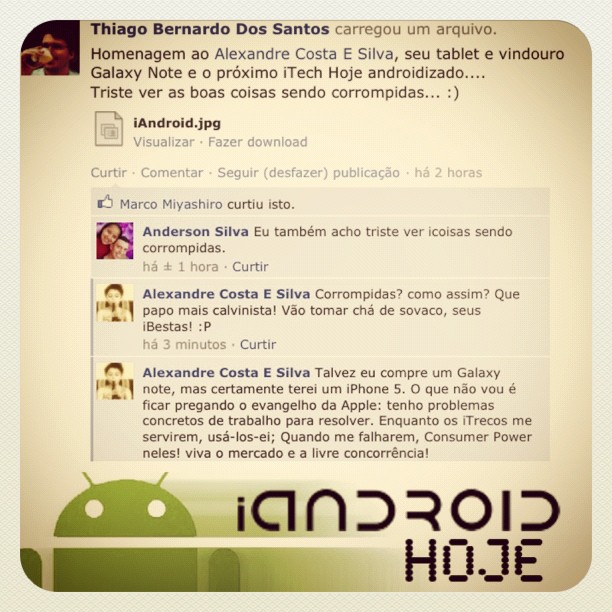 Thiago Bernardo Dos Santos carregou um arquivo.
Homenagem ao Alexandre Costa E Silva, seu tablet e vindouro
Galaxy Note e o próximo iTech Hoje androidizado....
Triste ver as boas coisas sendo corrompidas... :)
iAndroid.jpg
Visualizar · Fazer download
Curtir · Comentar · Seguir (desfazer) publicação · há 2 horas
Marco Miyashiro curtiu isto.
Anderson Silva Eu também acho triste ver icoisas sendo
corrompidas.
há ± 1 hora · Curtir
Alexandre Costa E Silva Corrompidas? como assim? Que
papo mais calvinista! Vão tomar chá de sovaco, seus
iBestas! :P
há 3 minutos · Curtir
Alexandre Costa E Silva Talvez eu compre um Galaxy
note, mas certamente terei um iPhone 5. O que não vou é
ficar pregando o evangelho da Apple: tenho problemas
concretos de trabalho para resolver. Enquanto os iTrecos me
servirem, usá-los-ei; Quando me falharem, Consumer Power
neles! viva o mercado e a livre concorrência!
iANDROID
HOJE